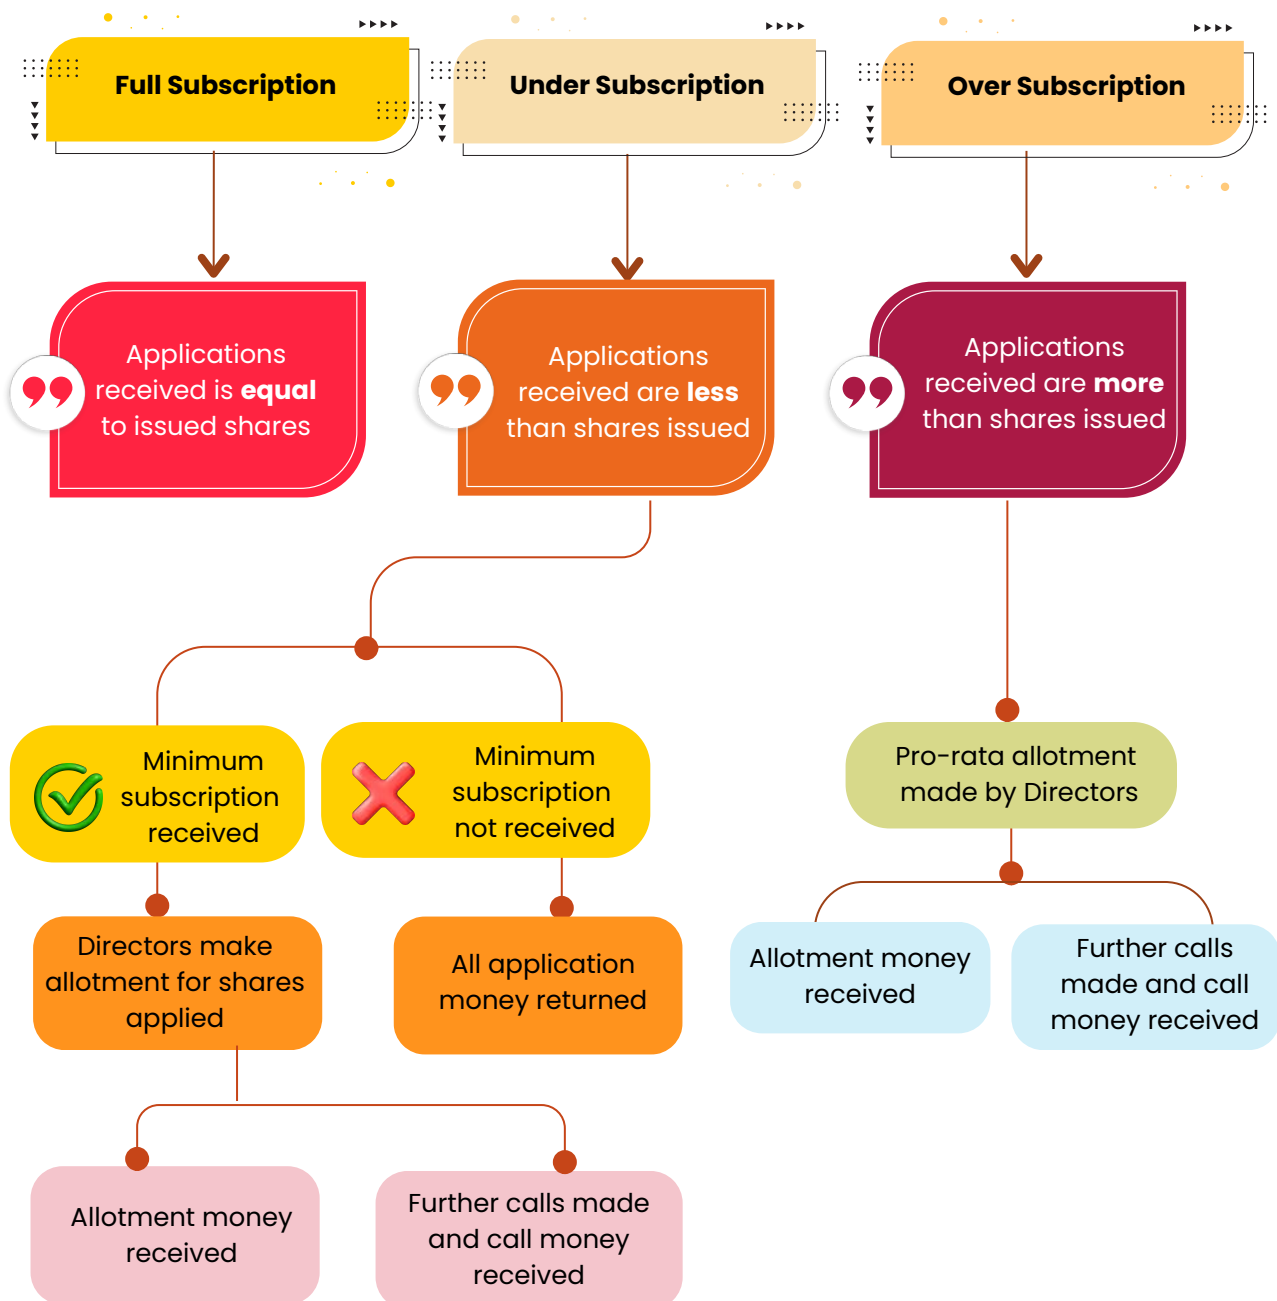 Full Subscription
Under Subscription
Over Subscription
Applications
received is equal
to issued shares
Applications
received are less
than shares issued
Applications
received are more
than shares issued
Minimum
subscription
received
Minimum
subscription
not received
Pro-rata allotment
made by Directors
Directors make
allotment for shares
applied
All application
money returned
Allotment money
received
Further calls
made and call
money received
Allotment money
received
Further calls made
and call money
received